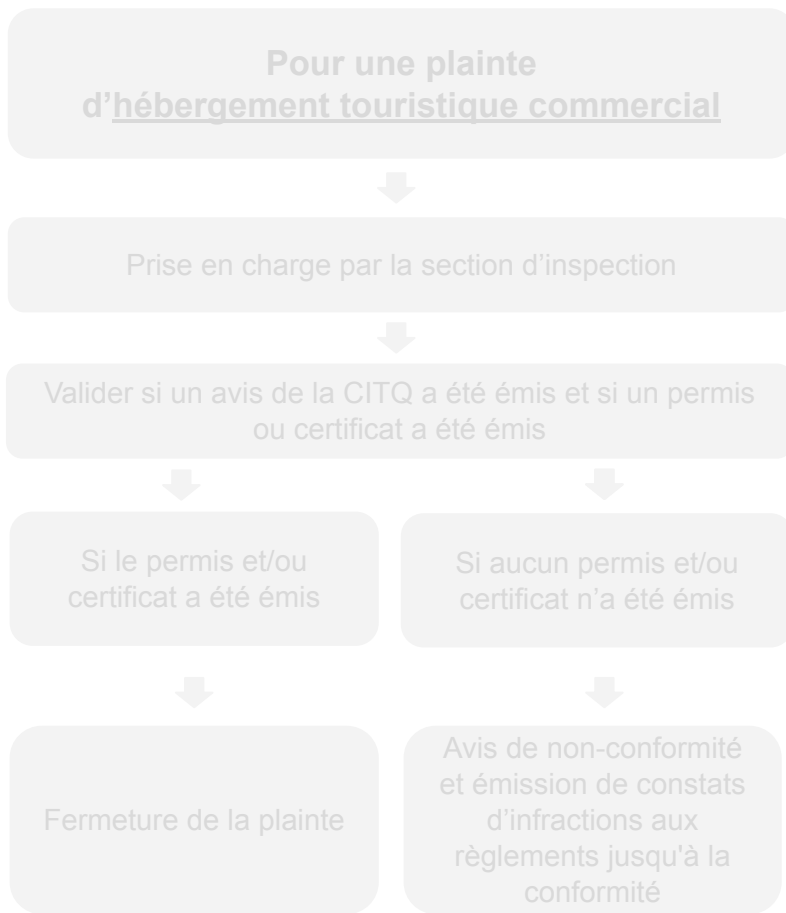 Pour une plainte
d’hébergement touristique commercial
Prise en charge par la section d’inspection
Valider si un avis de la CITQ a été émis et si un permis
ou certificat a été émis
Si le permis et/ou
certificat a été émis
Si aucun permis et/ou
certificat n’a été émis
Fermeture de la plainte
Avis de non-conformité
et émission de constats
d’infractions aux
règlements jusqu'à la
conformité